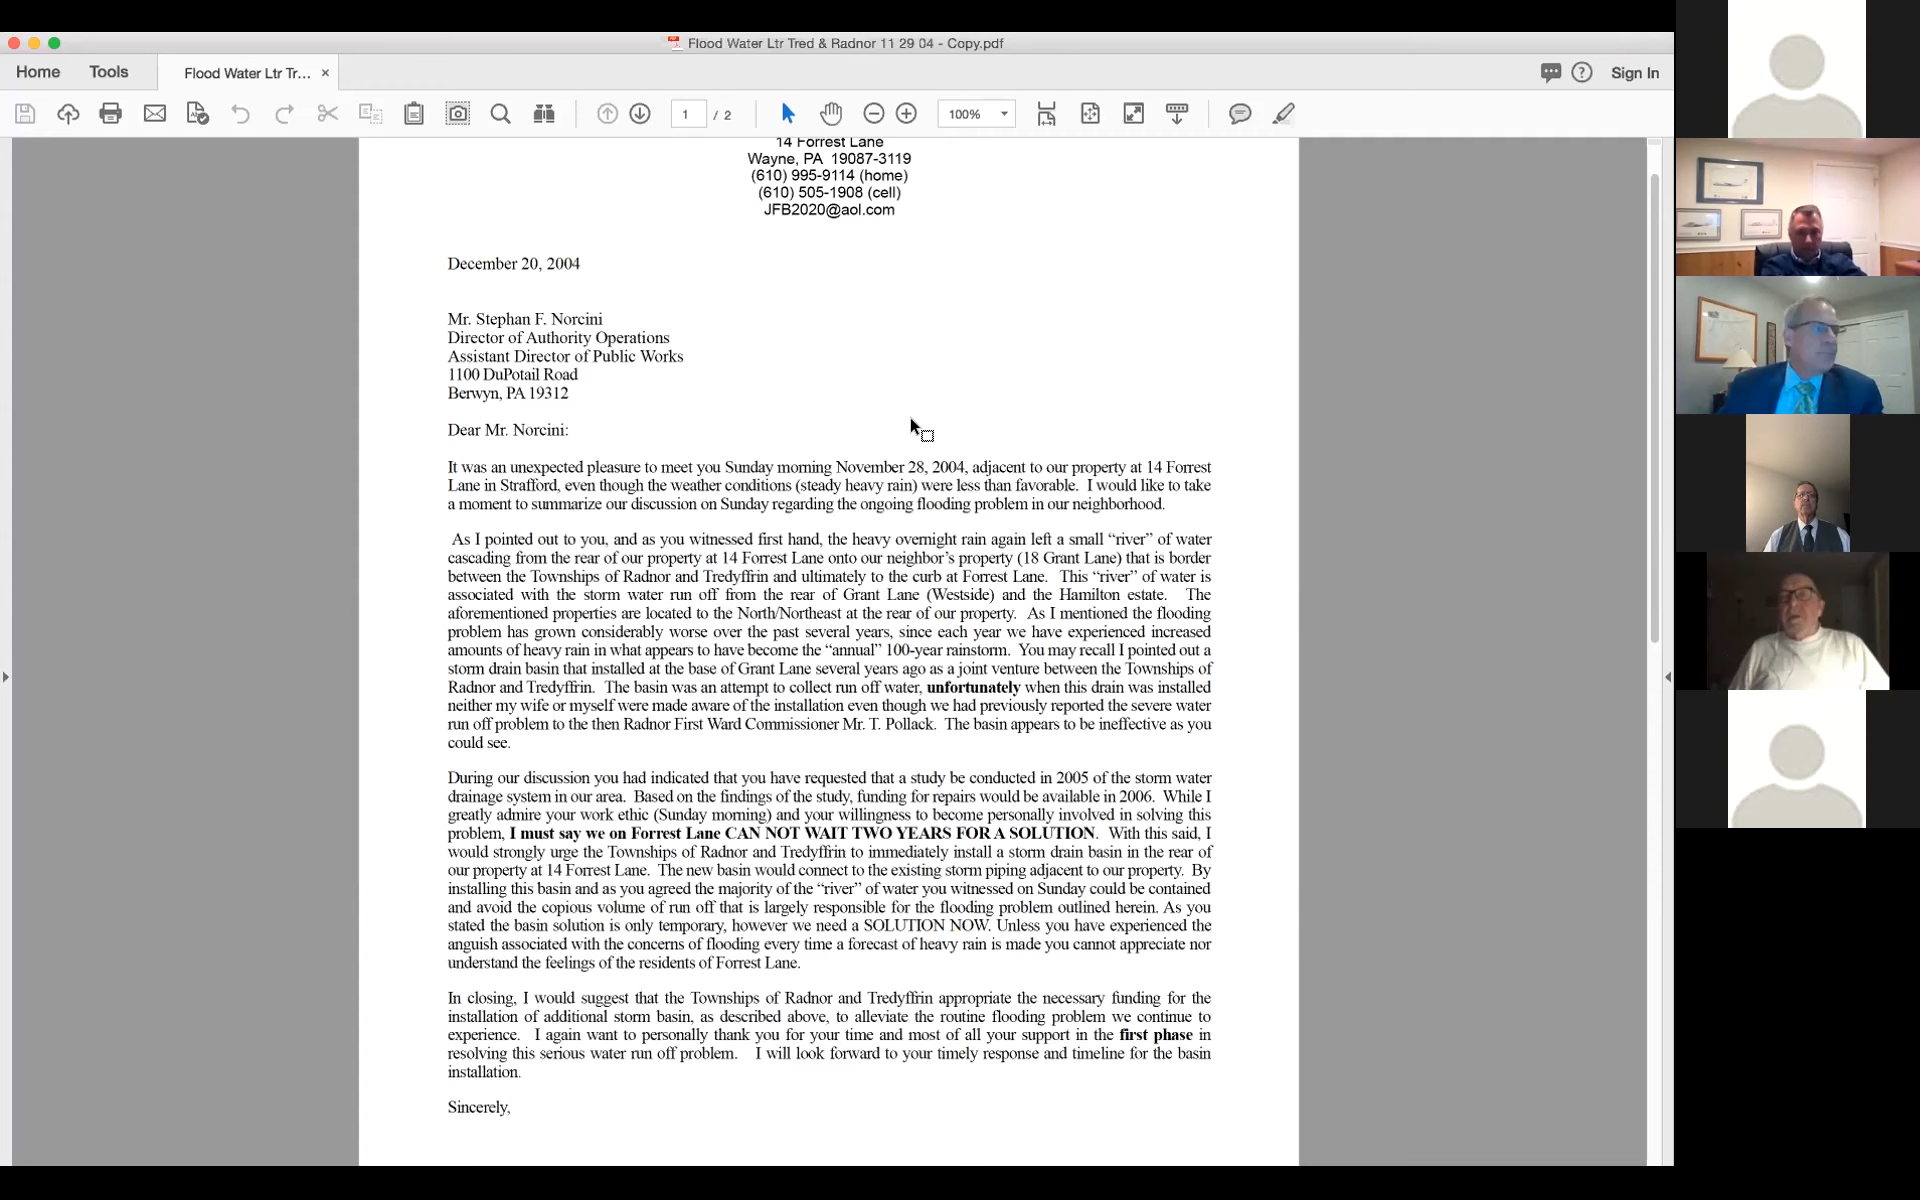 Flood Water Ltr Tred & Radnor 11 29 04 - Copy.pdf
Home
Tools
Flood Water Ltr Tr...
Sign In
1 / 2
100%
14 Forrest Lane
Wayne, PA 19087-3119
(610) 995-9114 (home)
(610) 505-1908 (cell)
JFB2020@aol.com
December 20, 2004
Mr. Stephan F. Norcini
Director of Authority Operations
Assistant Director of Public Works
1100 DuPotail Road
Berwyn, PA 19312
Dear Mr. Norcini:
It was an unexpected pleasure to meet you Sunday morning November 28, 2004, adjacent to our property at 14 Forrest
Lane in Strafford, even though the weather conditions (steady heavy rain) were less than favorable. I would like to take
a moment to summarize our discussion on Sunday regarding the ongoing flooding problem in our neighborhood.
As I pointed out to you, and as you witnessed first hand, the heavy overnight rain again left a small “river” of water
cascading from the rear of our property at 14 Forrest Lane onto our neighbor’s property (18 Grant Lane) that is border
between the Townships of Radnor and Tredyffrin and ultimately to the curb at Forrest Lane. This “river” of water is
associated with the storm water run off from the rear of Grant Lane (Westside) and the Hamilton estate. The
aforementioned properties are located to the North/Northeast at the rear of our property. As I mentioned the flooding
problem has grown considerably worse over the past several years, since each year we have experienced increased
amounts of heavy rain in what appears to have become the “annual” 100-year rainstorm. You may recall I pointed out a
storm drain basin that installed at the base of Grant Lane several years ago as a joint venture between the Townships of
Radnor and Tredyffrin. The basin was an attempt to collect run off water, unfortunately when this drain was installed
neither my wife or myself were made aware of the installation even though we had previously reported the severe water
run off problem to the then Radnor First Ward Commissioner Mr. T. Pollack. The basin appears to be ineffective as you
could see.
During our discussion you had indicated that you have requested that a study be conducted in 2005 of the storm water
drainage system in our area. Based on the findings of the study, funding for repairs would be available in 2006. While I
greatly admire your work ethic (Sunday morning) and your willingness to become personally involved in solving this
problem, I must say we on Forrest Lane CAN NOT WAIT TWO YEARS FOR A SOLUTION. With this said, I
would strongly urge the Townships of Radnor and Tredyffrin to immediately install a storm drain basin in the rear of
our property at 14 Forrest Lane. The new basin would connect to the existing storm piping adjacent to our property. By
installing this basin and as you agreed the majority of the “river” of water you witnessed on Sunday could be contained
and avoid the copious volume of run off that is largely responsible for the flooding problem outlined herein. As you
stated the basin solution is only temporary, however we need a SOLUTION NOW. Unless you have experienced the
anguish associated with the concerns of flooding every time a forecast of heavy rain is made you cannot appreciate nor
understand the feelings of the residents of Forrest Lane.
In closing, I would suggest that the Townships of Radnor and Tredyffrin appropriate the necessary funding for the
installation of additional storm basin, as described above, to alleviate the routine flooding problem we continue to
experience. I again want to personally thank you for your time and most of all your support in the first phase in
resolving this serious water run off problem. I will look forward to your timely response and timeline for the basin
installation.
Sincerely,